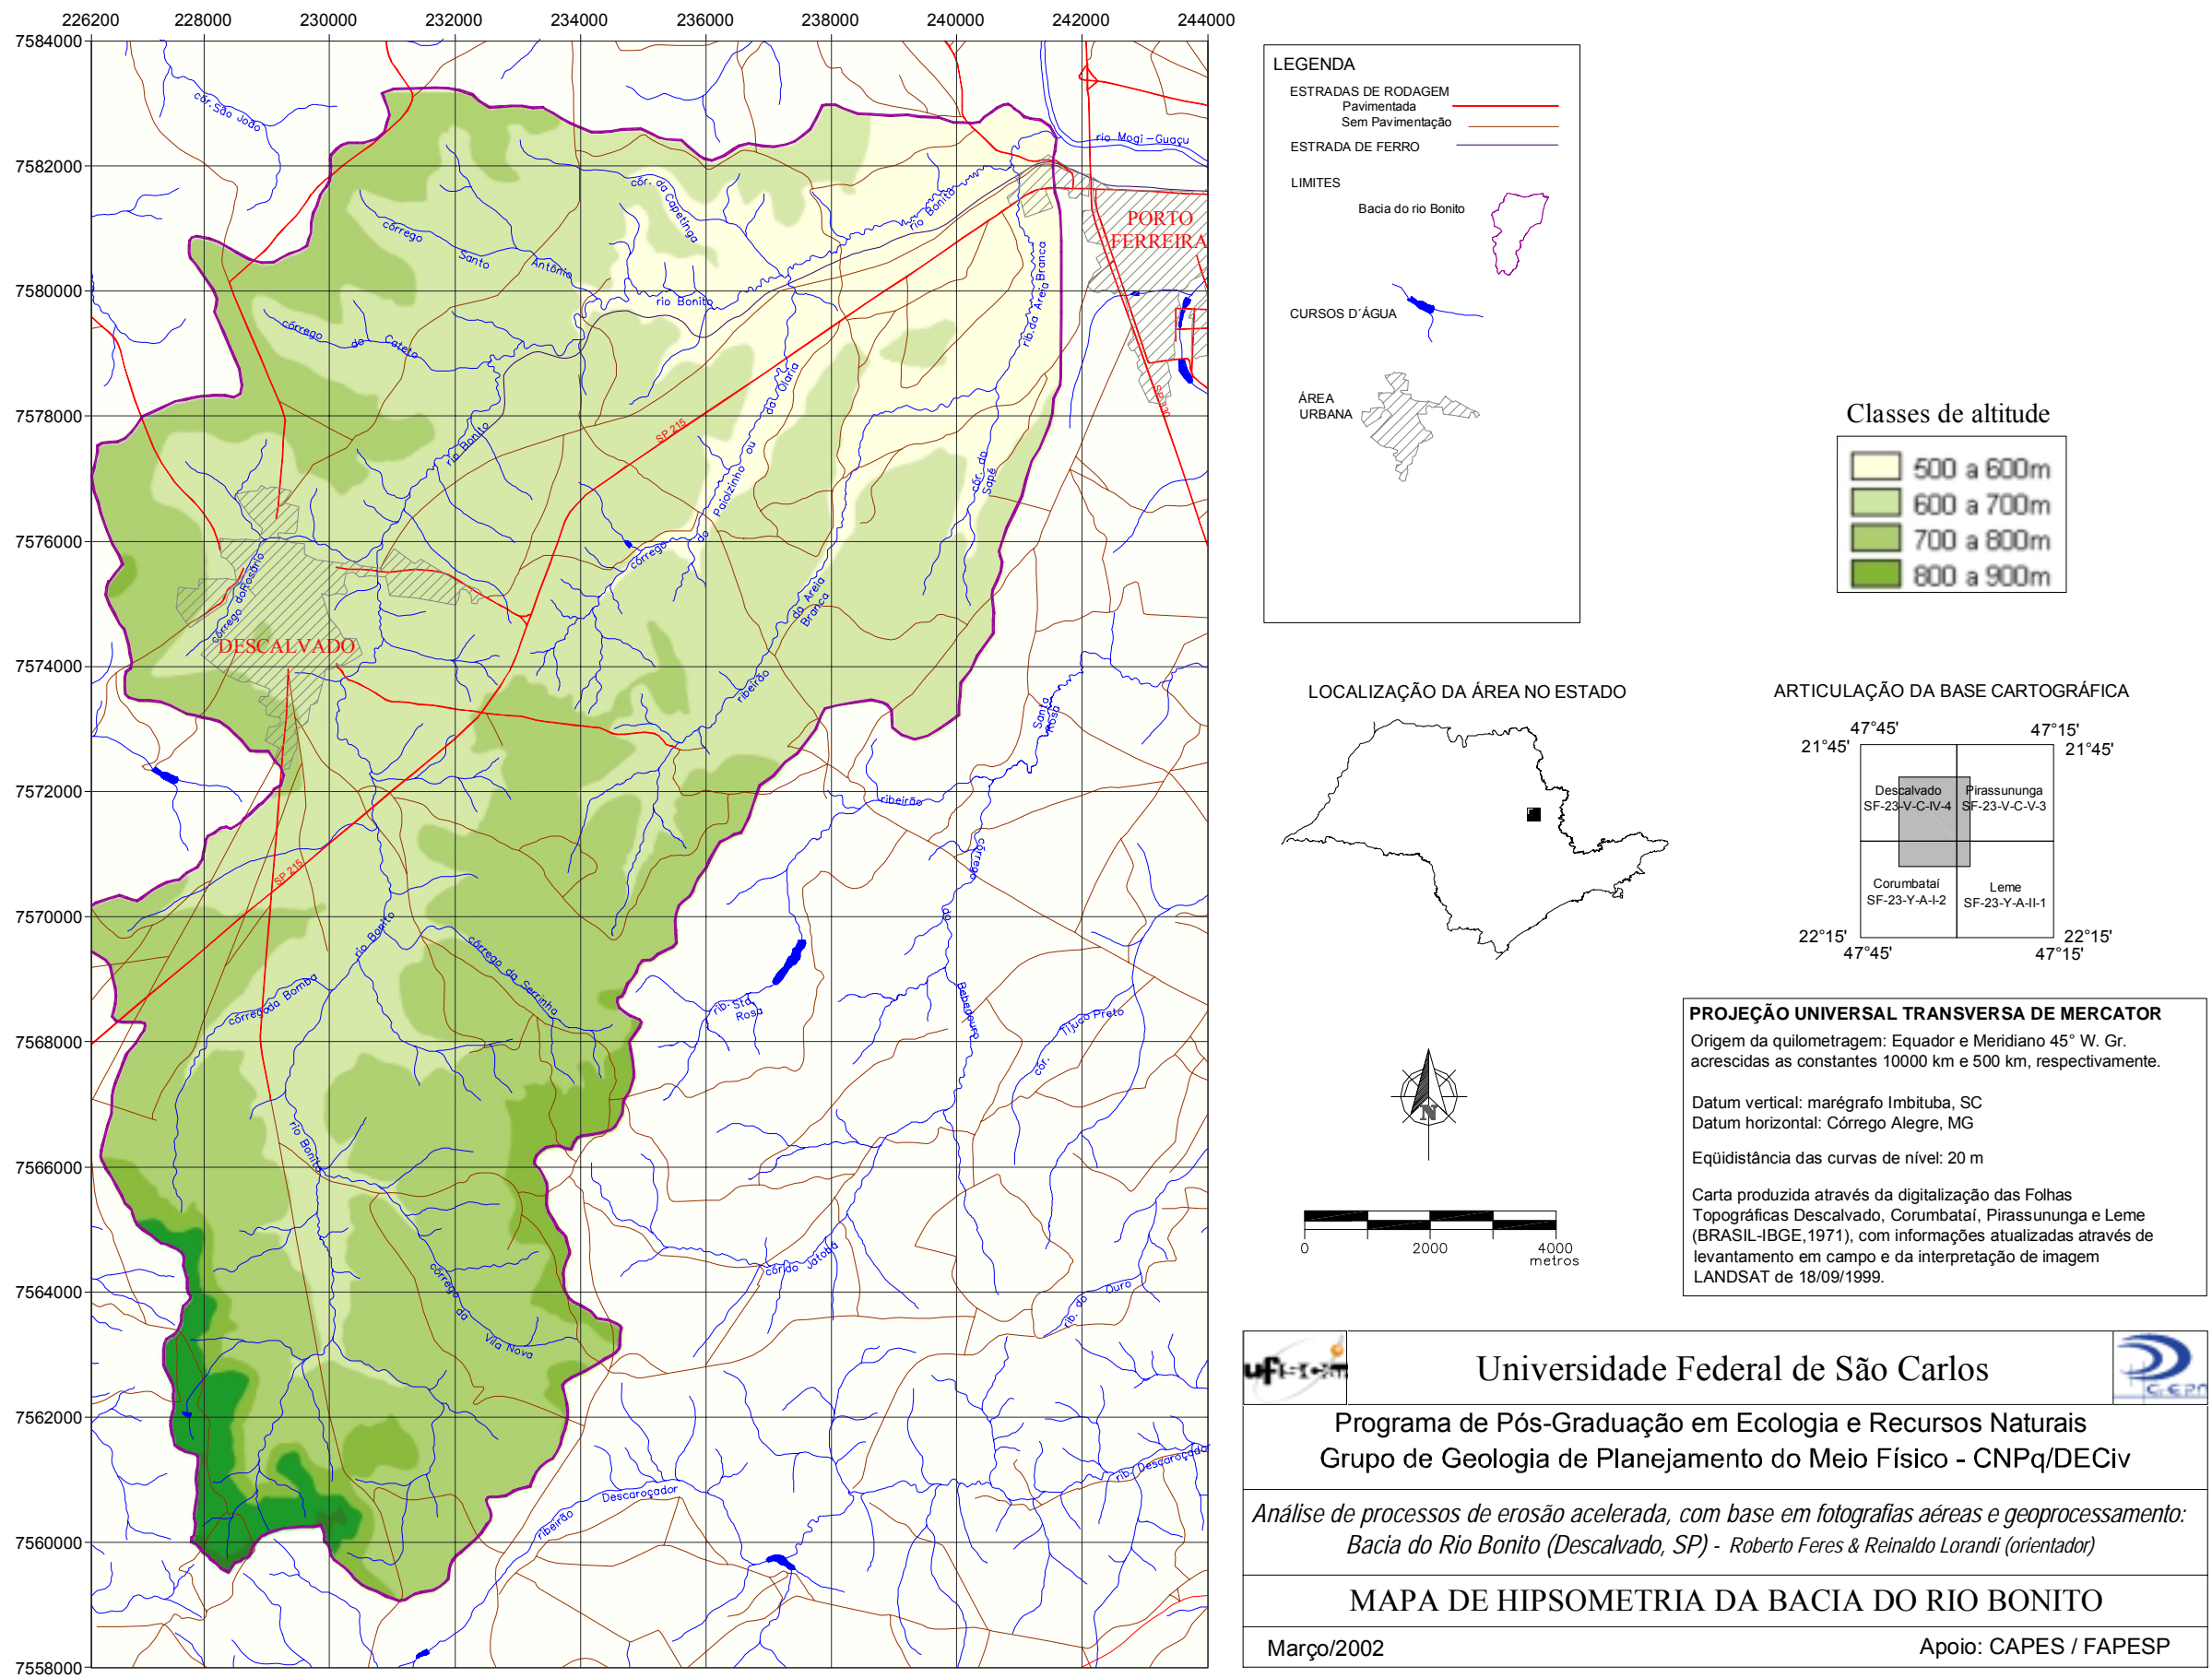 226200 228000 230000 232000 234000 236000 238000 240000 242000 244000
7584000
7582000
7580000
7578000
7576000
7574000
7572000
7570000
7568000
7566000
7564000
7562000
7560000
7558000
cór. São João
rio Mogi-Guaçu
cór. da Capetinga
rio Bonito
PORTO
FERREIRA
córrego Santo Antônio
rio Bonito
rib. da Areia Branca
córrego do Cateto
da Olaria
SP 330
SP 215
rio Bonito
Paiolzinho ou
cór. do
Sapé
córrego do
córrego do Rosário
da Areia
Branca
DESCALVADO
ribeirão
Santa
Rosa
ribeirão
SP 215
córrego
rio Bonito
córrego da Serrinha
do
córrego da Bomba
rib. Sta.
Rosa
Bebedouro
cór. Tijuco Preto
rio Bonito
córrego da Vila Nova
cór. do Jatobá
rib. do Ouro
ribeirão Descaroçador
rib. Descaroçador
LEGENDA
ESTRADAS DE RODAGEM
Pavimentada
Sem Pavimentação
ESTRADA DE FERRO
LIMITES
Bacia do rio Bonito
CURSOS D´ÁGUA
ÁREA
URBANA
Classes de altitude
500 a 600m
600 a 700m
700 a 800m
800 a 900m
LOCALIZAÇÃO DA ÁREA NO ESTADO
ARTICULAÇÃO DA BASE CARTOGRÁFICA
47°45' 47°15'
21°45' 21°45'
Descalvado
SF-23-V-C-IV-4
Pirassununga
SF-23-V-C-V-3
Corumbataí
SF-23-Y-A-I-2
Leme
SF-23-Y-A-II-1
22°15' 22°15'
47°45' 47°15'
N
0 2000 4000
metros
PROJEÇÃO UNIVERSAL TRANSVERSA DE MERCATOR
Origem da quilometragem: Equador e Meridiano 45° W. Gr.
acrescidas as constantes 10000 km e 500 km, respectivamente.
Datum vertical: marégrafo Imbituba, SC
Datum horizontal: Córrego Alegre, MG
Eqüidistância das curvas de nível: 20 m
Carta produzida através da digitalização das Folhas
Topográficas Descalvado, Corumbataí, Pirassununga e Leme
(BRASIL-IBGE,1971), com informações atualizadas através de
levantamento em campo e da interpretação de imagem
LANDSAT de 18/09/1999.
Universidade Federal de São Carlos
Programa de Pós-Graduação em Ecologia e Recursos Naturais
Grupo de Geologia de Planejamento do Meio Físico - CNPq/DECiv
Análise de processos de erosão acelerada, com base em fotografias aéreas e geoprocessamento:
Bacia do Rio Bonito (Descalvado, SP) - Roberto Feres & Reinaldo Lorandi (orientador)
MAPA DE HIPSOMETRIA DA BACIA DO RIO BONITO
Março/2002
Apoio: CAPES / FAPESP